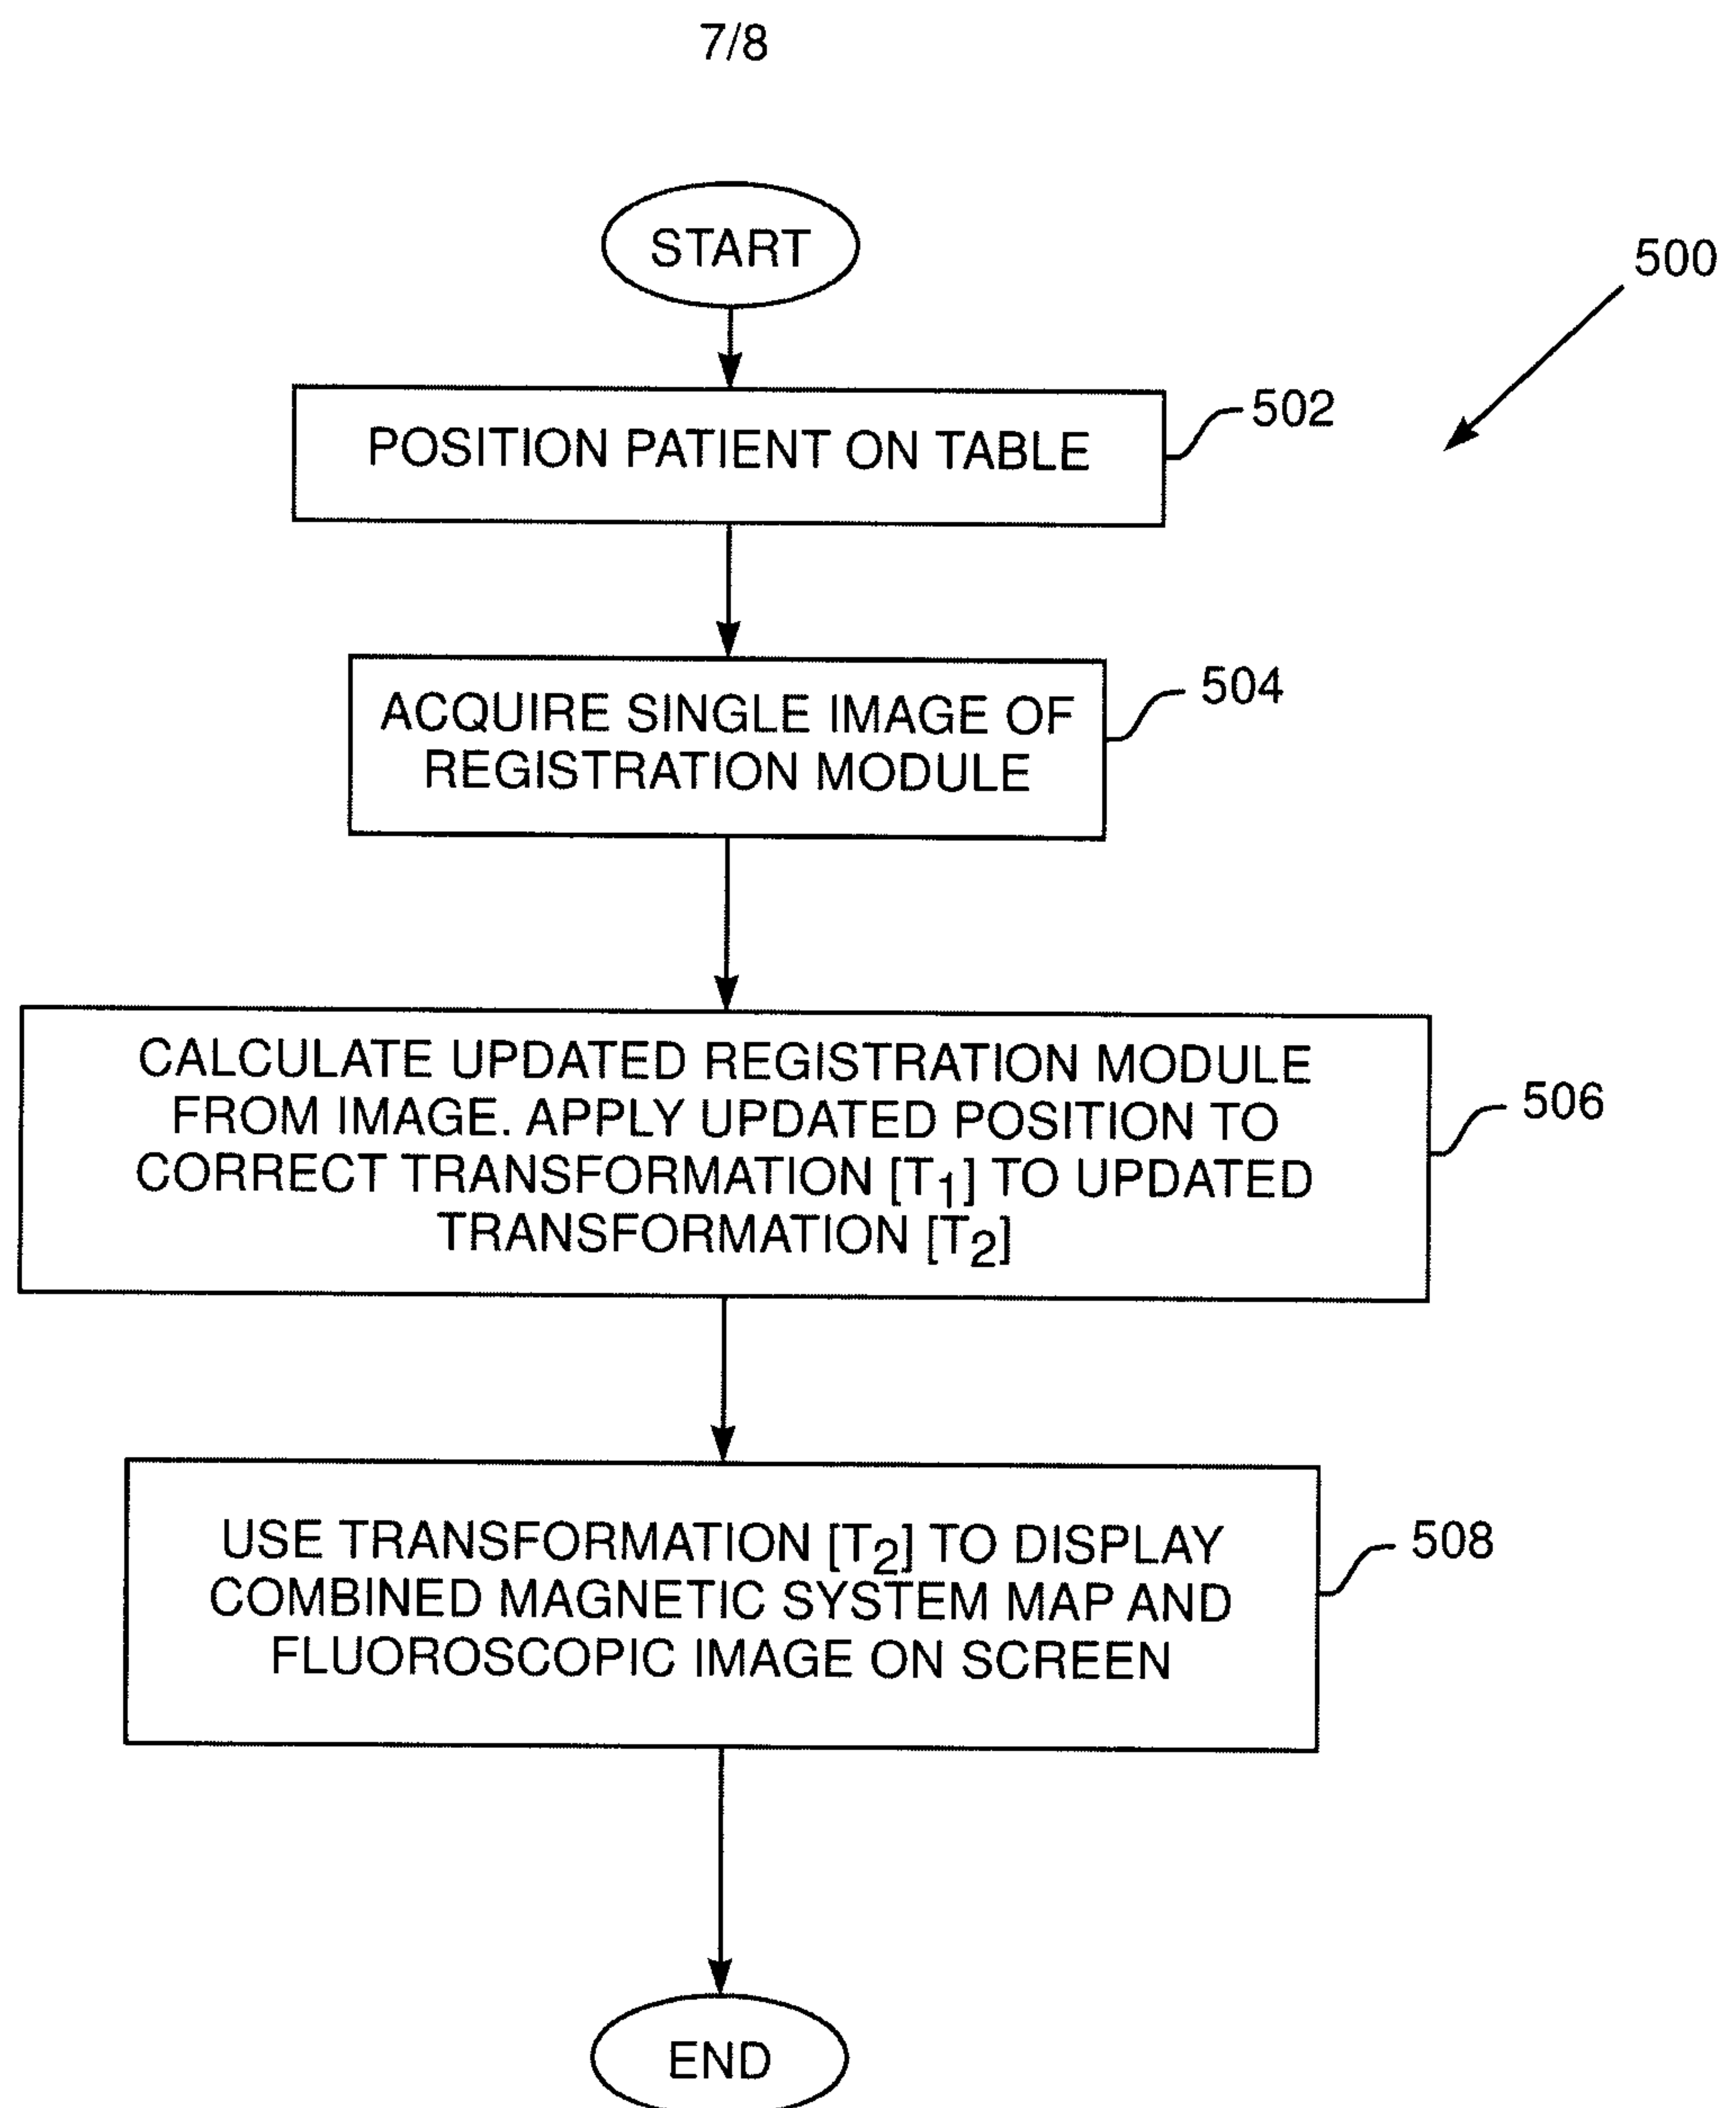 7/8
START
500
POSITION PATIENT ON TABLE
502
ACQUIRE SINGLE IMAGE OF
REGISTRATION MODULE
504
CALCULATE UPDATED REGISTRATION MODULE
FROM IMAGE. APPLY UPDATED POSITION TO
CORRECT TRANSFORMATION [T1] TO UPDATED
TRANSFORMATION [T2]
506
USE TRANSFORMATION [T2] TO DISPLAY
COMBINED MAGNETIC SYSTEM MAP AND
FLUOROSCOPIC IMAGE ON SCREEN
508
END